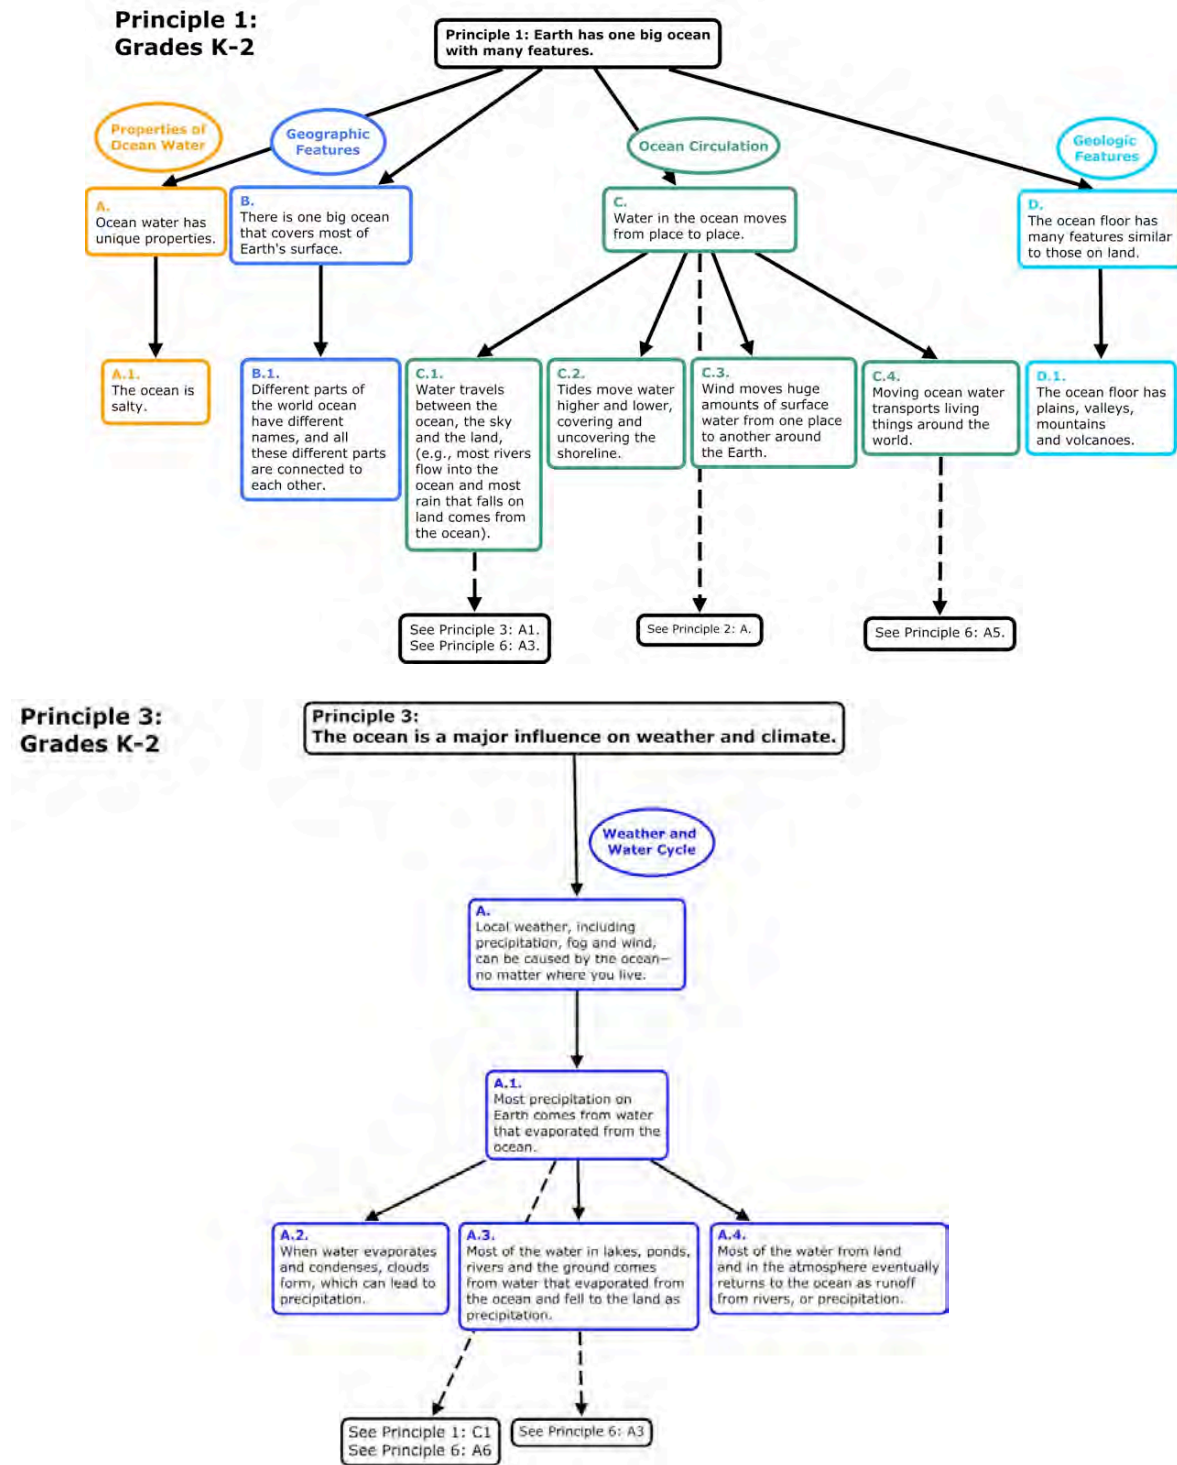 Principle 1:
Grades K-2
Principle 1: Earth has one big ocean
with many features.
Properties of
Ocean Water
Geographic
Features
Ocean Circulation
Geologic
Features
A.
Ocean water has
unique properties.
B.
There is one big ocean
that covers most of
Earth's surface.
C.
Water in the ocean moves
from place to place.
D.
The ocean floor has
many features similar
to those on land.
A.1.
The ocean is
salty.
B.1.
Different parts of
the world ocean
have different
names, and all
these different parts
are connected to
each other.
C.1.
Water travels
between the
ocean, the sky
and the land,
(e.g., most rivers
flow into the
ocean and most
rain that falls on
land comes from
the ocean).
C.2.
Tides move water
higher and lower,
covering and
uncovering the
shoreline.
C.3.
Wind moves huge
amounts of surface
water from one place
to another around
the Earth.
C.4.
Moving ocean water
transports living
things around the
world.
D.1.
The ocean floor has
plains, valleys,
mountains
and volcanoes.
See Principle 3: A1.
See Principle 6: A3.
See Principle 2: A.
See Principle 6: A5.
Principle 3:
Grades K-2
Principle 3:
The ocean is a major influence on weather and climate.
Weather and
Water Cycle
A.
Local weather, including
precipitation, fog and wind,
can be caused by the ocean—
no matter where you live.
A.1.
Most precipitation on
Earth comes from water
that evaporated from the
ocean.
A.2.
When water evaporates
and condenses, clouds
form, which can lead to
precipitation.
A.3.
Most of the water in lakes, ponds,
rivers and the ground comes
from water that evaporated from
the ocean and fell to the land as
precipitation.
A.4.
Most of the water from land
and in the atmosphere eventually
returns to the ocean as runoff
from rivers, or precipitation.
See Principle 1: C1
See Principle 6: A6
See Principle 6: A3